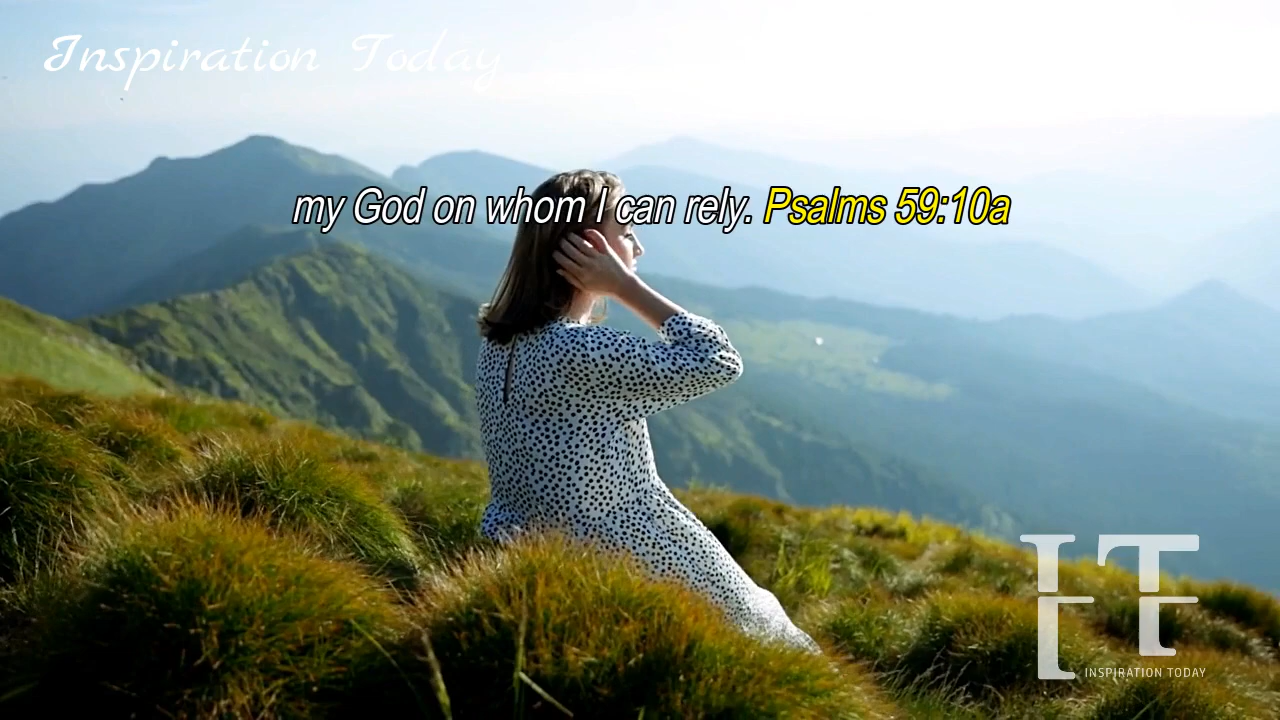 Inspiration Today
my God on whom I can rely. Psalms 59:10a
IT
INSPIRATION TODAY